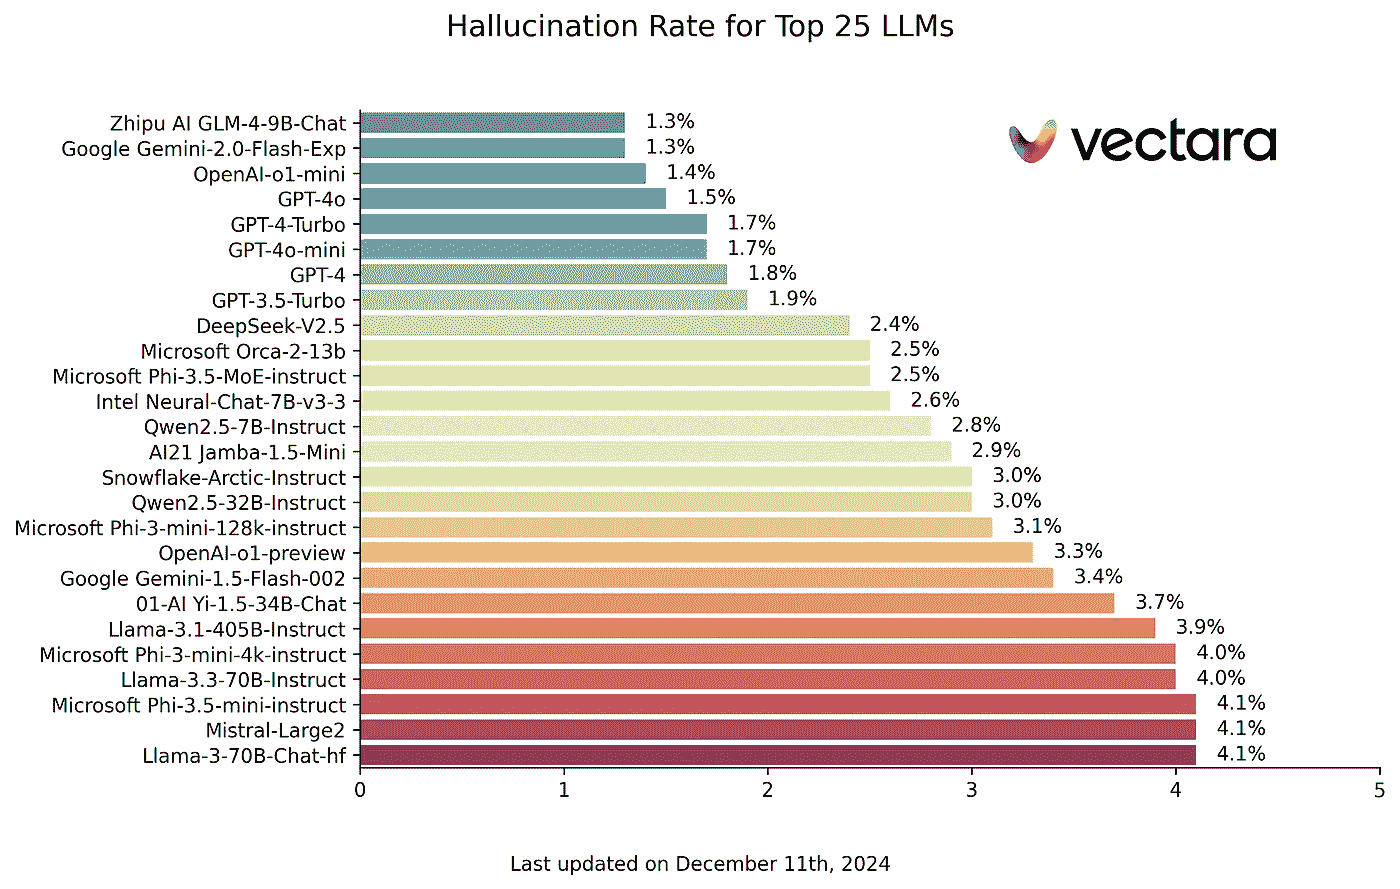 Hallucination Rate for Top 25 LLMs
vectara
Zhipu AI GLM-4-9B-Chat 1.3%
Google Gemini-2.0-Flash-Exp 1.3%
OpenAI-o1-mini 1.4%
GPT-4o 1.5%
GPT-4-Turbo 1.7%
GPT-4o-mini 1.7%
GPT-4 1.8%
GPT-3.5-Turbo 1.9%
DeepSeek-V2.5 2.4%
Microsoft Orca-2-13b 2.5%
Microsoft Phi-3.5-MoE-instruct 2.5%
Intel Neural-Chat-7B-v3-3 2.6%
Qwen2.5-7B-Instruct 2.8%
AI21 Jamba-1.5-Mini 2.9%
Snowflake-Arctic-Instruct 3.0%
Qwen2.5-32B-Instruct 3.0%
Microsoft Phi-3-mini-128k-instruct 3.1%
OpenAI-o1-preview 3.3%
Google Gemini-1.5-Flash-002 3.4%
01-AI Yi-1.5-34B-Chat 3.7%
Llama-3.1-405B-Instruct 3.9%
Microsoft Phi-3-mini-4k-instruct 4.0%
Llama-3.3-70B-Instruct 4.0%
Microsoft Phi-3.5-mini-instruct 4.1%
Mistral-Large2 4.1%
Llama-3-70B-Chat-hf 4.1%
0 1 2 3 4 5
Last updated on December 11th, 2024